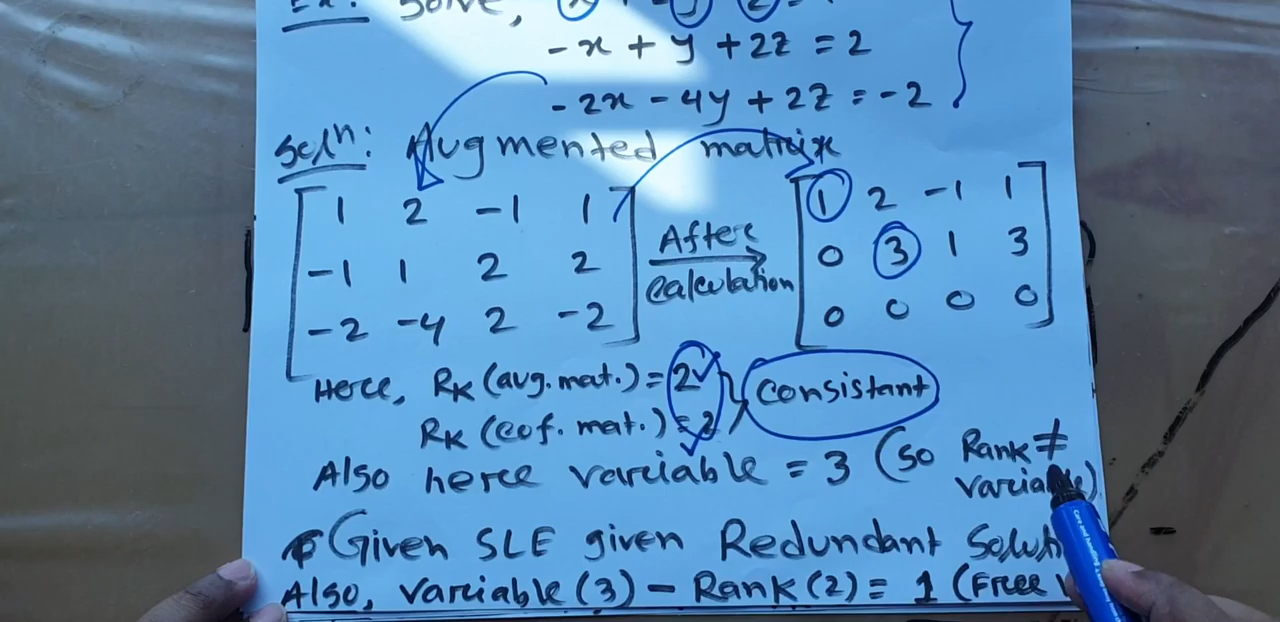 Ex: Solve,
-x + y + 2z = 2
-2x - 4y + 2z = -2
Soln: Augmented matrix
1 2 -1 1
-1 1 2 2
-2 -4 2 -2
After calculation
1 2 -1 1
0 3 1 3
0 0 0 0
Here, RK (aug. mat.) = 2
RK (cof. mat.) = 2
consistant
Also here variable = 3 (so Rank ≠
variable)
Given SLE given Redundant
Also, variable (3) - Rank (2) = 1 (Free